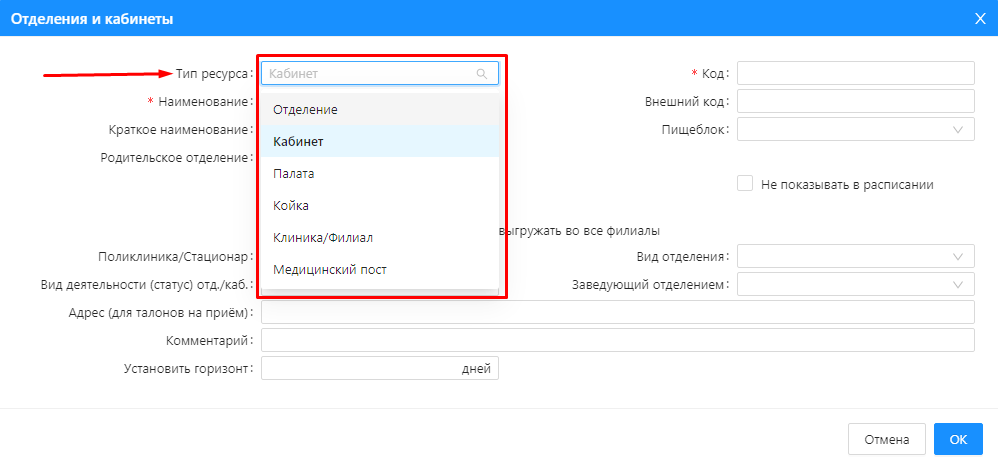 Отделения и кабинеты
Тип ресурса:
Кабинет
* Код:
* Наименование:
Отделение
Внешний код:
Краткое наименование:
Кабинет
Пищеблок:
Родительское отделение:
Палата
Не показывать в расписании
Койка
Клиника/Филиал
выгружать во все филиалы
Поликлиника/Стационар:
Медицинский пост
Вид отделения:
Вид деятельности (статус) отд./каб.:
Заведующий отделением:
Адрес (для талонов на приём):
Комментарий:
Установить горизонт:
дней
Отмена
ОК